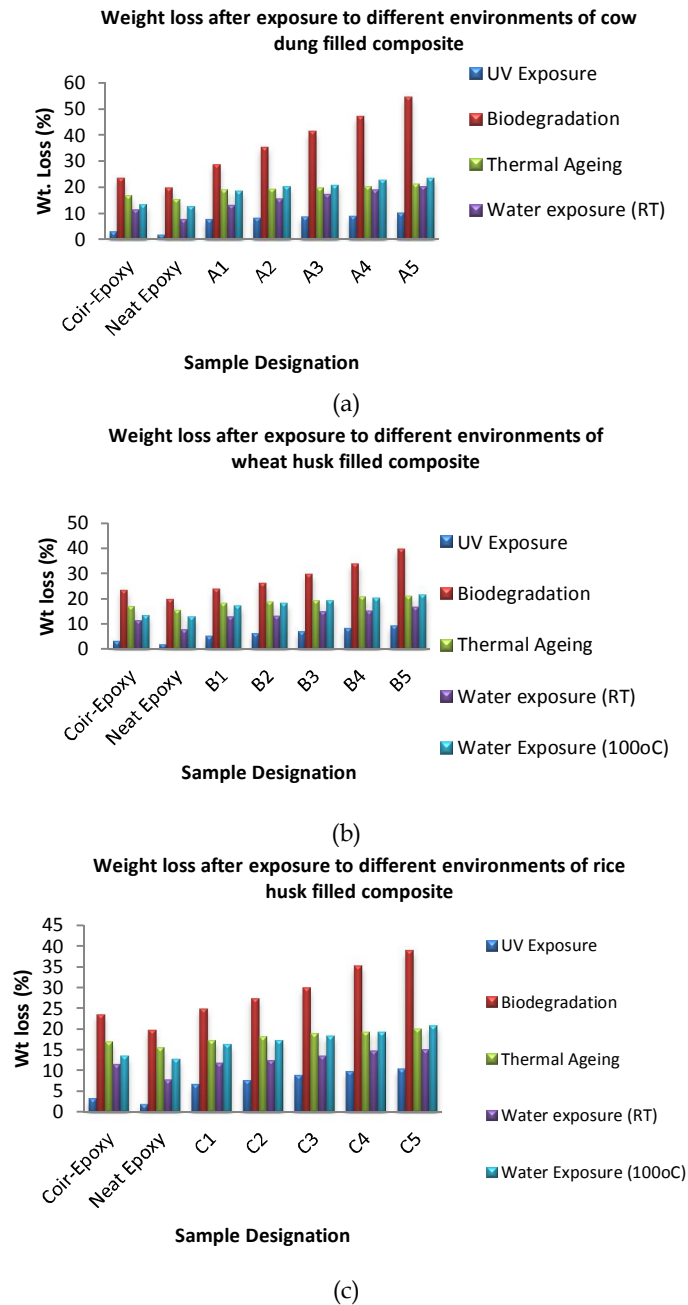 Weight loss after exposure to different environments of cow
dung filled composite
Wt. Loss (%)
60
50
40
30
20
10
0
Coir-Epoxy
Neat Epoxy
A1
A2
A3
A4
A5
Sample Designation
UV Exposure
Biodegradation
Thermal Ageing
Water exposure (RT)
(a)
Weight loss after exposure to different environments of
wheat husk filled composite
Wt loss (%)
50
40
30
20
10
0
Coir-Epoxy
Neat Epoxy
B1
B2
B3
B4
B5
Sample Designation
UV Exposure
Biodegradation
Thermal Ageing
Water exposure (RT)
Water Exposure (100oC)
(b)
Weight loss after exposure to different environments of rice
husk filled composite
Wt loss (%)
45
40
35
30
25
20
15
10
5
0
Coir-Epoxy
Neat Epoxy
C1
C2
C3
C4
C5
Sample Designation
UV Exposure
Biodegradation
Thermal Ageing
Water exposure (RT)
Water Exposure (100oC)
(c)